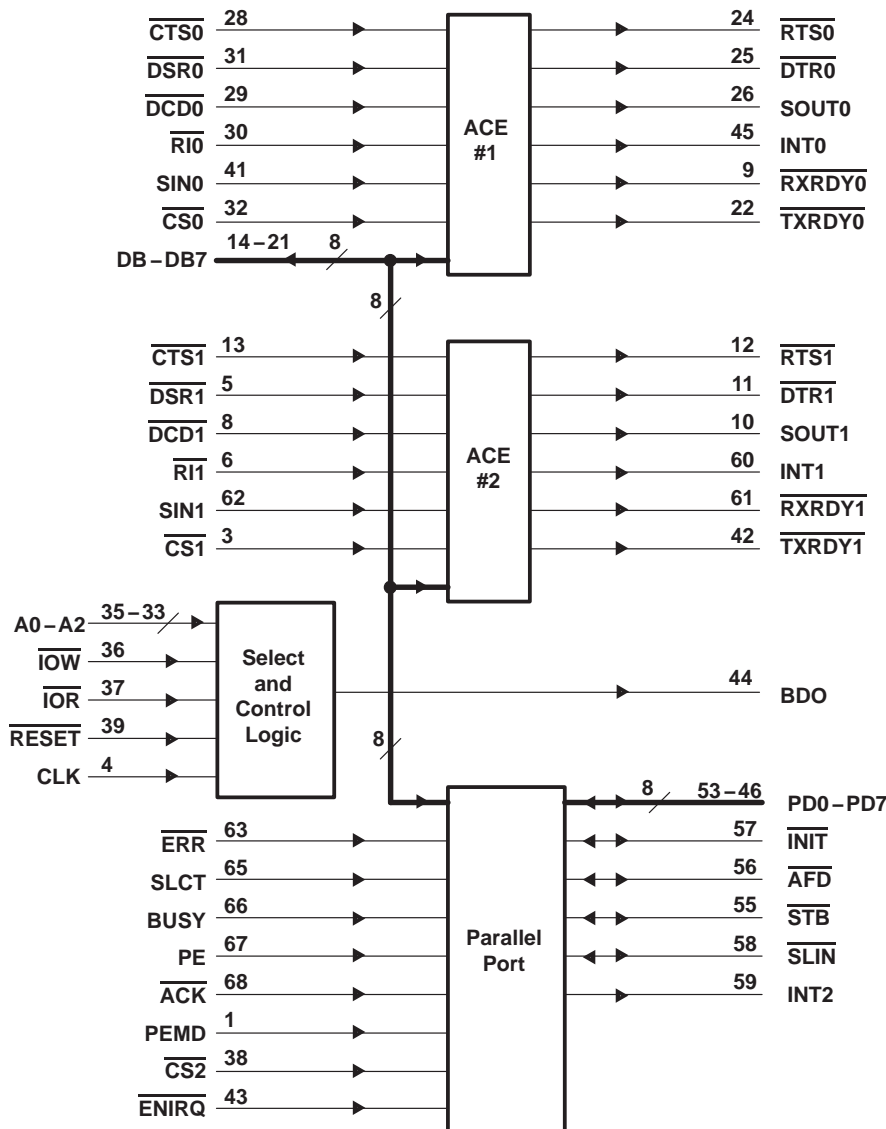 CTS0 28
DSR0 31
DCD0 29
RI0 30
SIN0 41
CS0 32
DB–DB7 14–21 8
ACE
#1
24 RTS0
25 DTR0
26 SOUT0
45 INT0
9 RXRDY0
22 TXRDY0
8
CTS1 13
DSR1 5
DCD1 8
RI1 6
SIN1 62
CS1 3
ACE
#2
12 RTS1
11 DTR1
10 SOUT1
60 INT1
61 RXRDY1
42 TXRDY1
A0–A2 35–33
IOW 36
IOR 37
RESET 39
CLK 4
Select
and
Control
Logic
44 BDO
8
8 53–46 PD0–PD7
ERR 63
SLCT 65
BUSY 66
PE 67
ACK 68
PEMD 1
CS2 38
ENIRQ 43
Parallel
Port
57 INIT
56 AFD
55 STB
58 SLIN
59 INT2